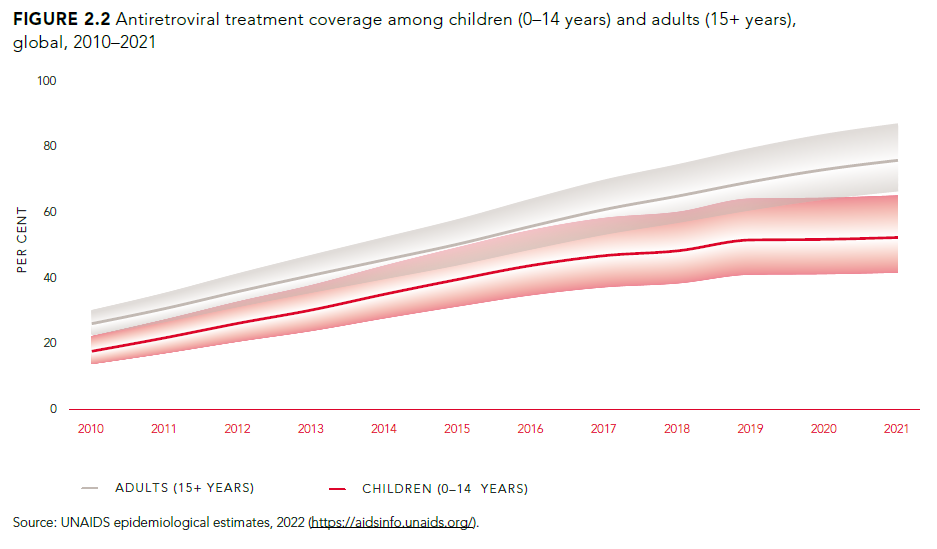 FIGURE 2.2 Antiretroviral treatment coverage among children (0–14 years) and adults (15+ years),
global, 2010–2021
100
80
60
40
20
0
PER CENT
2010 2011 2012 2013 2014 2015 2016 2017 2018 2019 2020 2021
ADULTS (15+ YEARS) CHILDREN (0–14 YEARS)
Source: UNAIDS epidemiological estimates, 2022 (https://aidsinfo.unaids.org/).